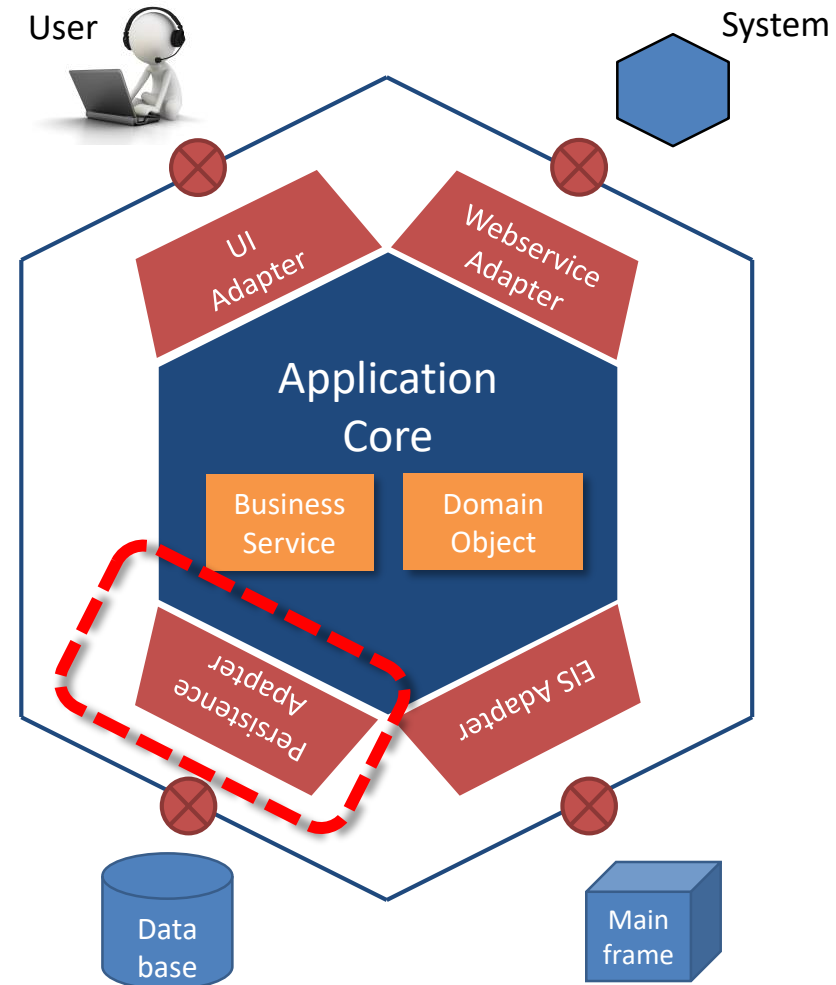 User
System
UI
Adapter
Webservice
Adapter
Application
Core
Business
Service
Domain
Object
Persistence
Apapter
EIS Adapter
Data
base
Main
frame